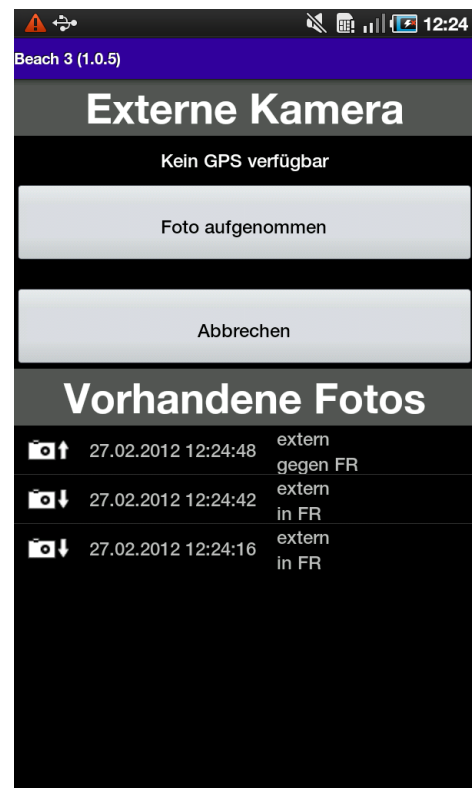 12:24
Beach 3 (1.0.5)
Externe Kamera
Kein GPS verfügbar
Foto aufgenommen
Abbrechen
Vorhandene Fotos
27.02.2012 12:24:48 extern
gegen FR
27.02.2012 12:24:42 extern
in FR
27.02.2012 12:24:16 extern
in FR